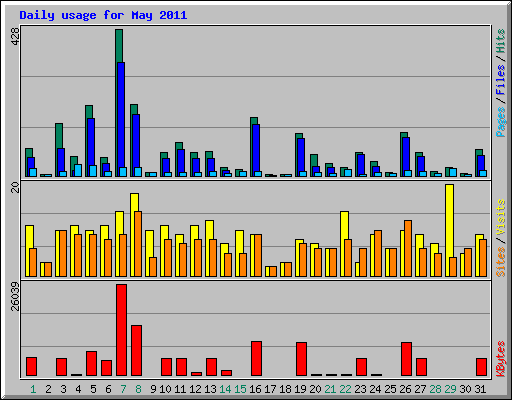 Daily usage for May 2011
428
Pages / Files / Hits
20
Sites / Visits
26039
KBytes
1 2 3 4 5 6 7 8 9 10 11 12 13 14 15 16 17 18 19 20 21 22 23 24 25 26 27 28 29 30 31